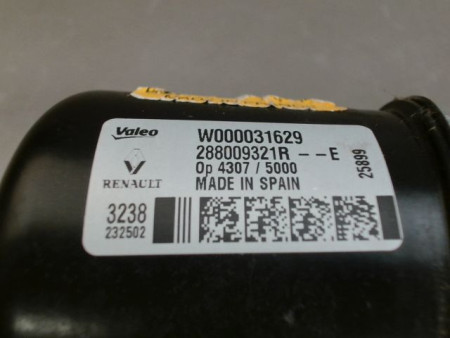 Valeo
W000031629
288009321R -- E
RENAULT
Op 4307 / 5000
MADE IN SPAIN
25899
3238
232502